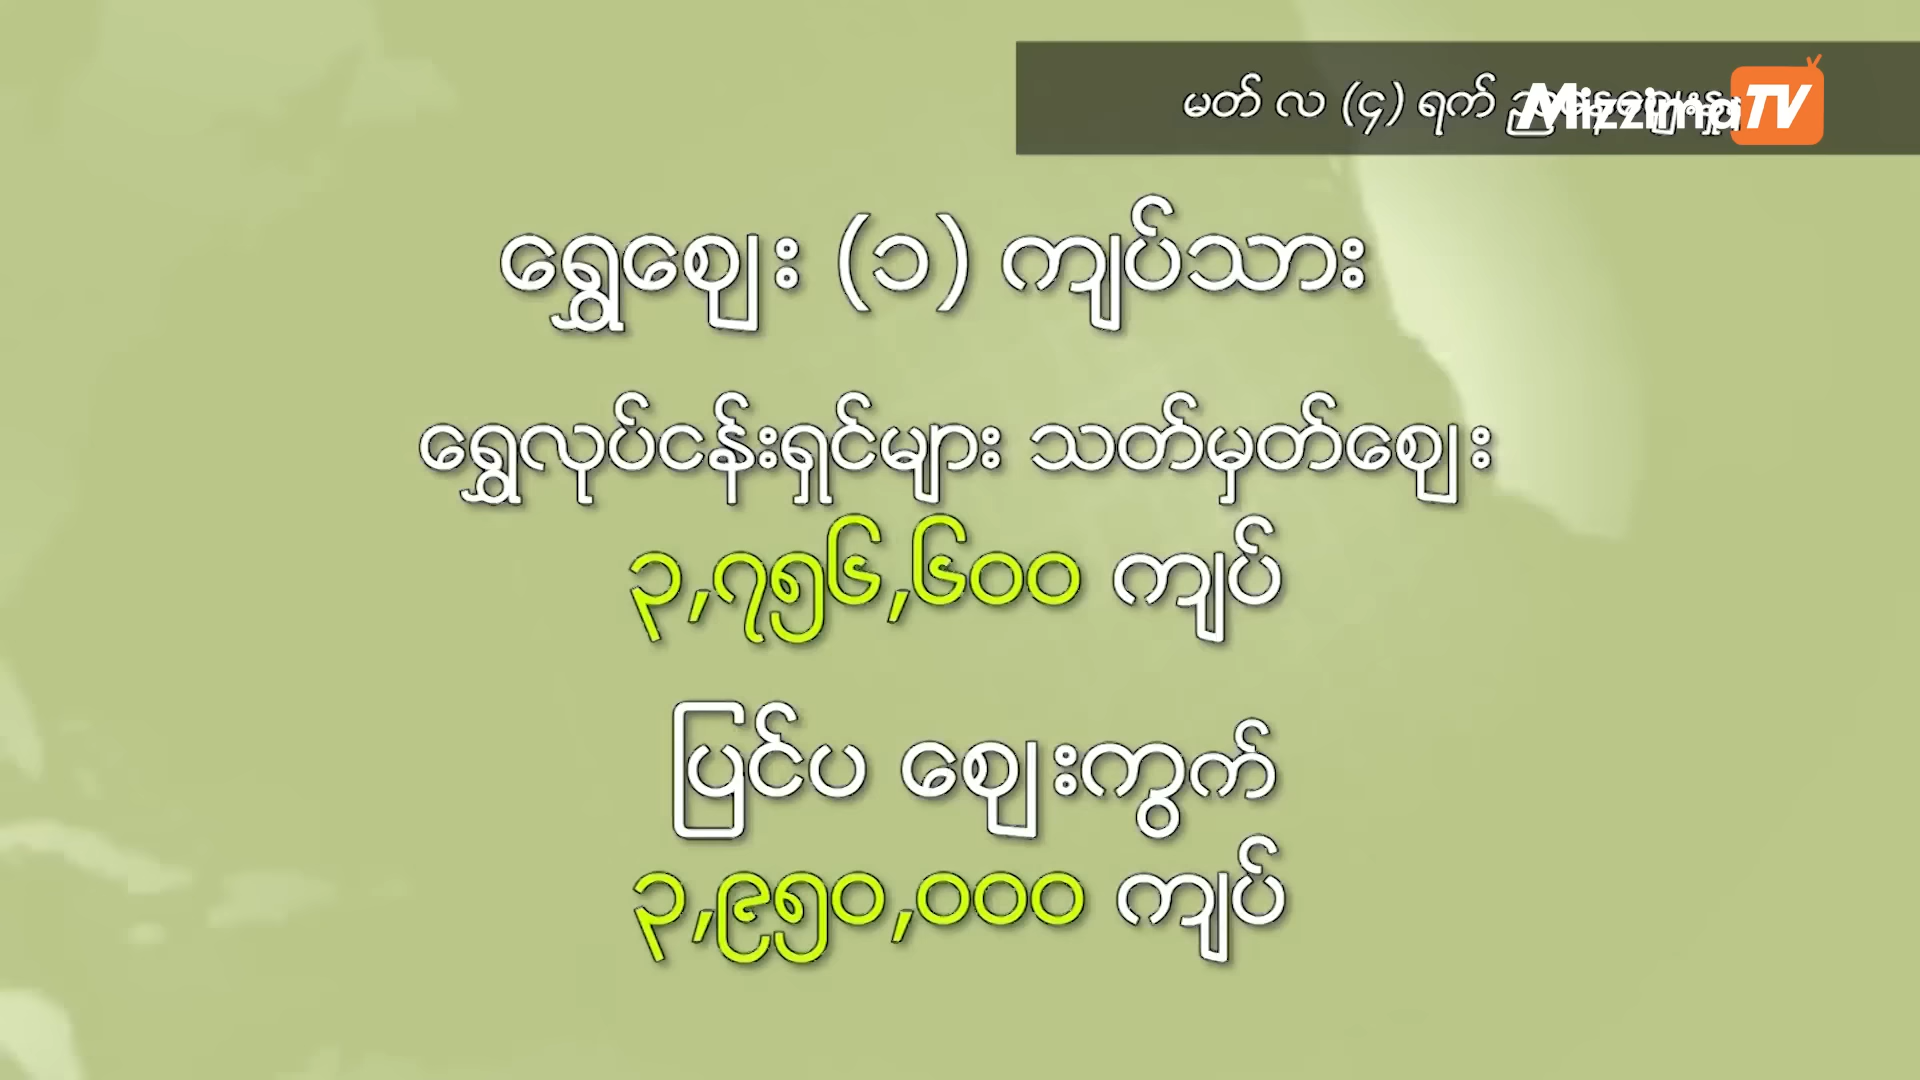 မတ် လ (၄) ရက်
MizzimaTV
ရွှေဈေး (၁) ကျပ်သား
ရွှေလုပ်ငန်းရှင်များ သတ်မှတ်ဈေး
၃,၇၅၆,၆၀၀ ကျပ်
ပြင်ပ ဈေးကွက်
၃,၉၅၀,၀၀၀ ကျပ်